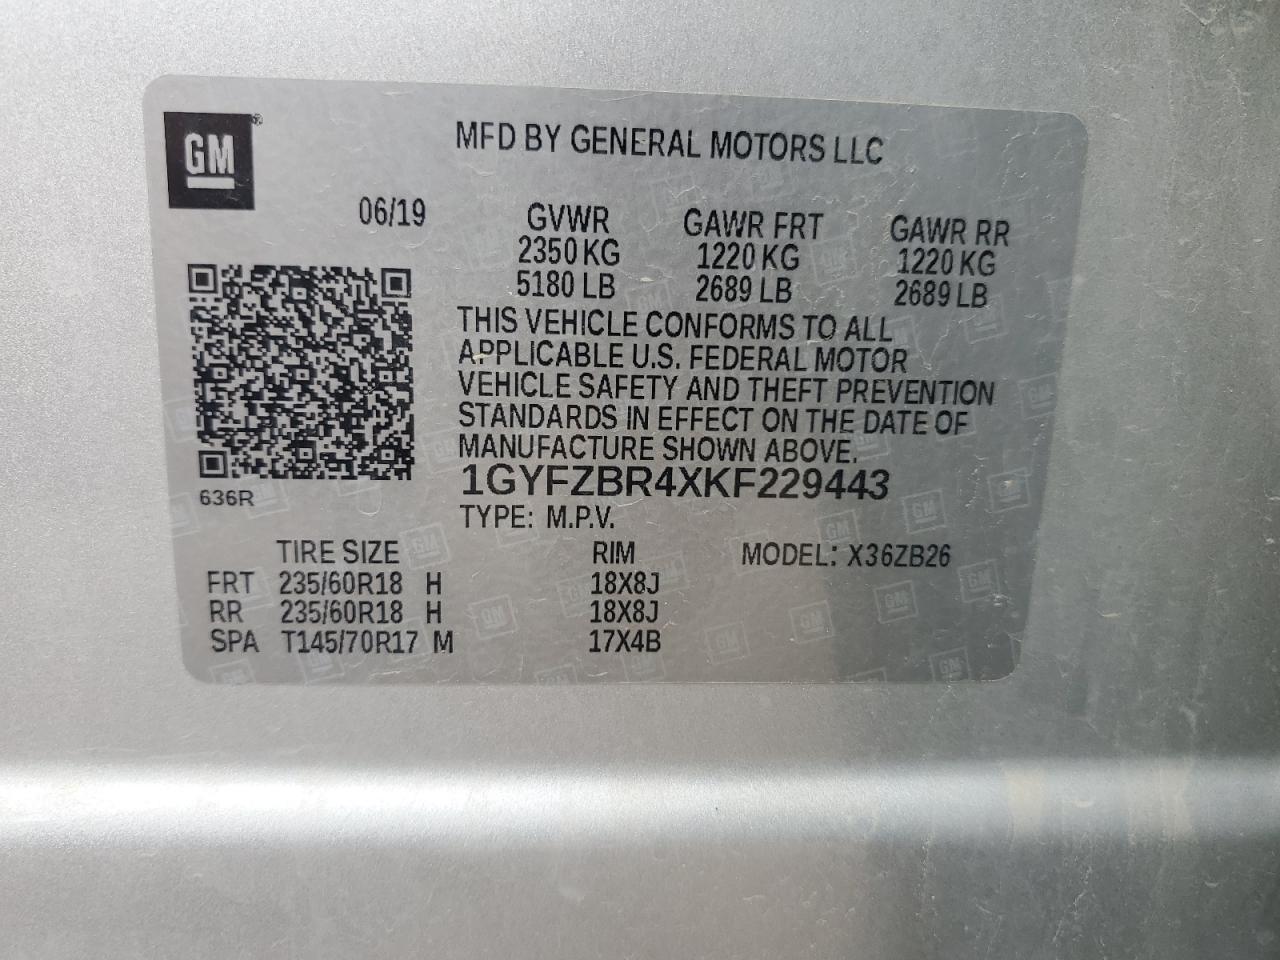 GM®
MFD BY GENERAL MOTORS LLC
06/19
GVWR GAWR FRT GAWR RR
2350 KG 1220 KG 1220 KG
5180 LB 2689 LB 2689 LB
THIS VEHICLE CONFORMS TO ALL
APPLICABLE U.S. FEDERAL MOTOR
VEHICLE SAFETY AND THEFT PREVENTION
STANDARDS IN EFFECT ON THE DATE OF
MANUFACTURE SHOWN ABOVE.
1GYFZBR4XKF229443
636R
TYPE: M.P.V.
TIRE SIZE RIM MODEL: X36ZB26
FRT 235/60R18 H 18X8J
RR 235/60R18 H 18X8J
SPA T145/70R17 M 17X4B